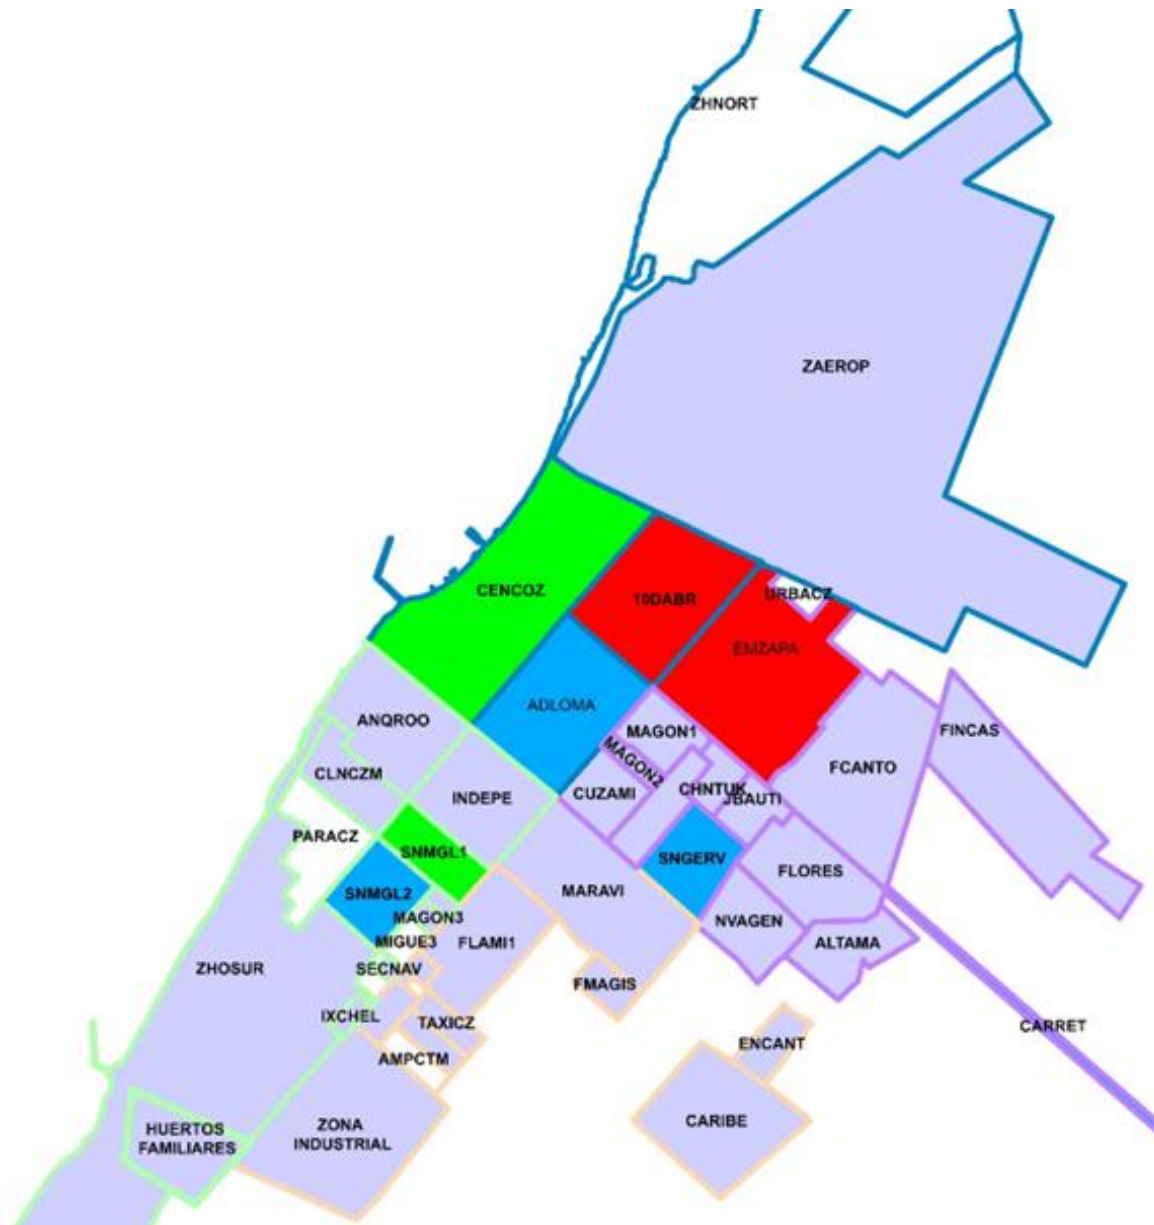 ZHNORT
ZAEROP
CENCOZ
10DABR
URBACZ
EMZAPA
ADLOMA
ANQROO
MAGON1
FINCAS
MAGON2
CLNCZM
FCANTO
INDEPE
CUZAMI
CHNTUK
JBAUTI
PARACZ
SNMGL1
SNGERV
FLORES
SNMGL2
MARAVI
MAGON3
NVAGEN
MIGUE3
FLAMI1
ALTAMA
ZHOSUR
SECNAV
FMAGIS
IXCHEL
TAXICZ
CARRET
AMPCTM
ENCANT
CARIBE
HUERTOS
FAMILIARES
ZONA
INDUSTRIAL